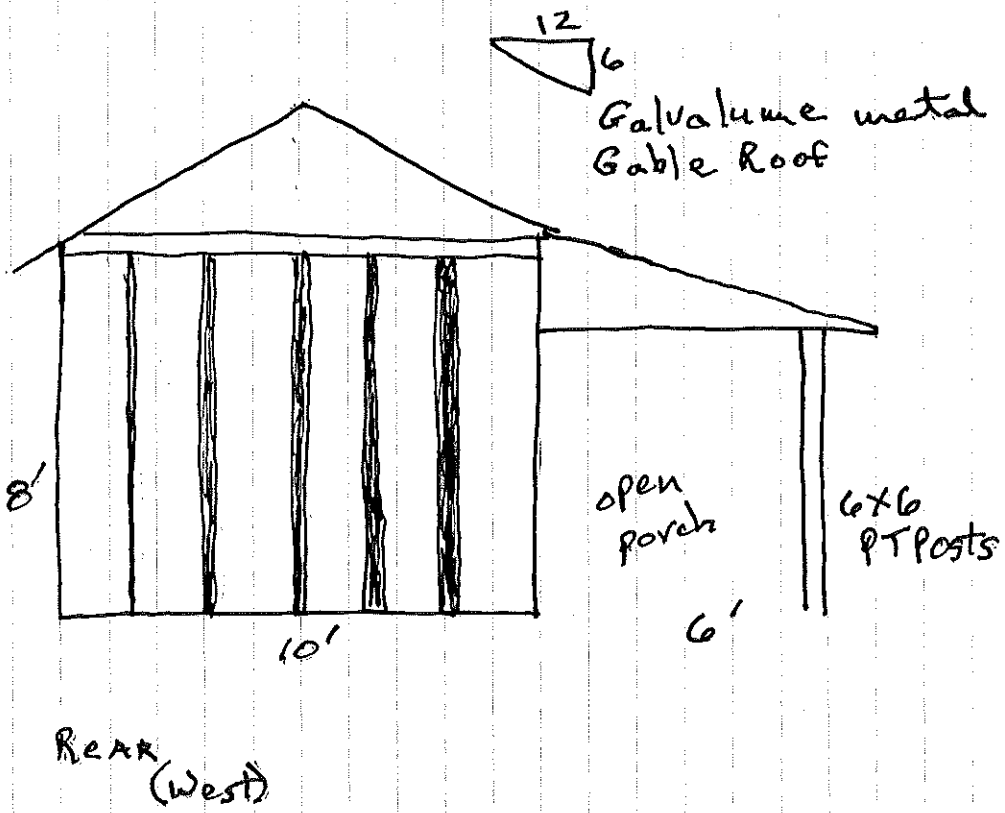 12
6
Galvalume metal
Gable Roof
8'
open
porch
6x6
PT Posts
10'
6'
Rear
(West)